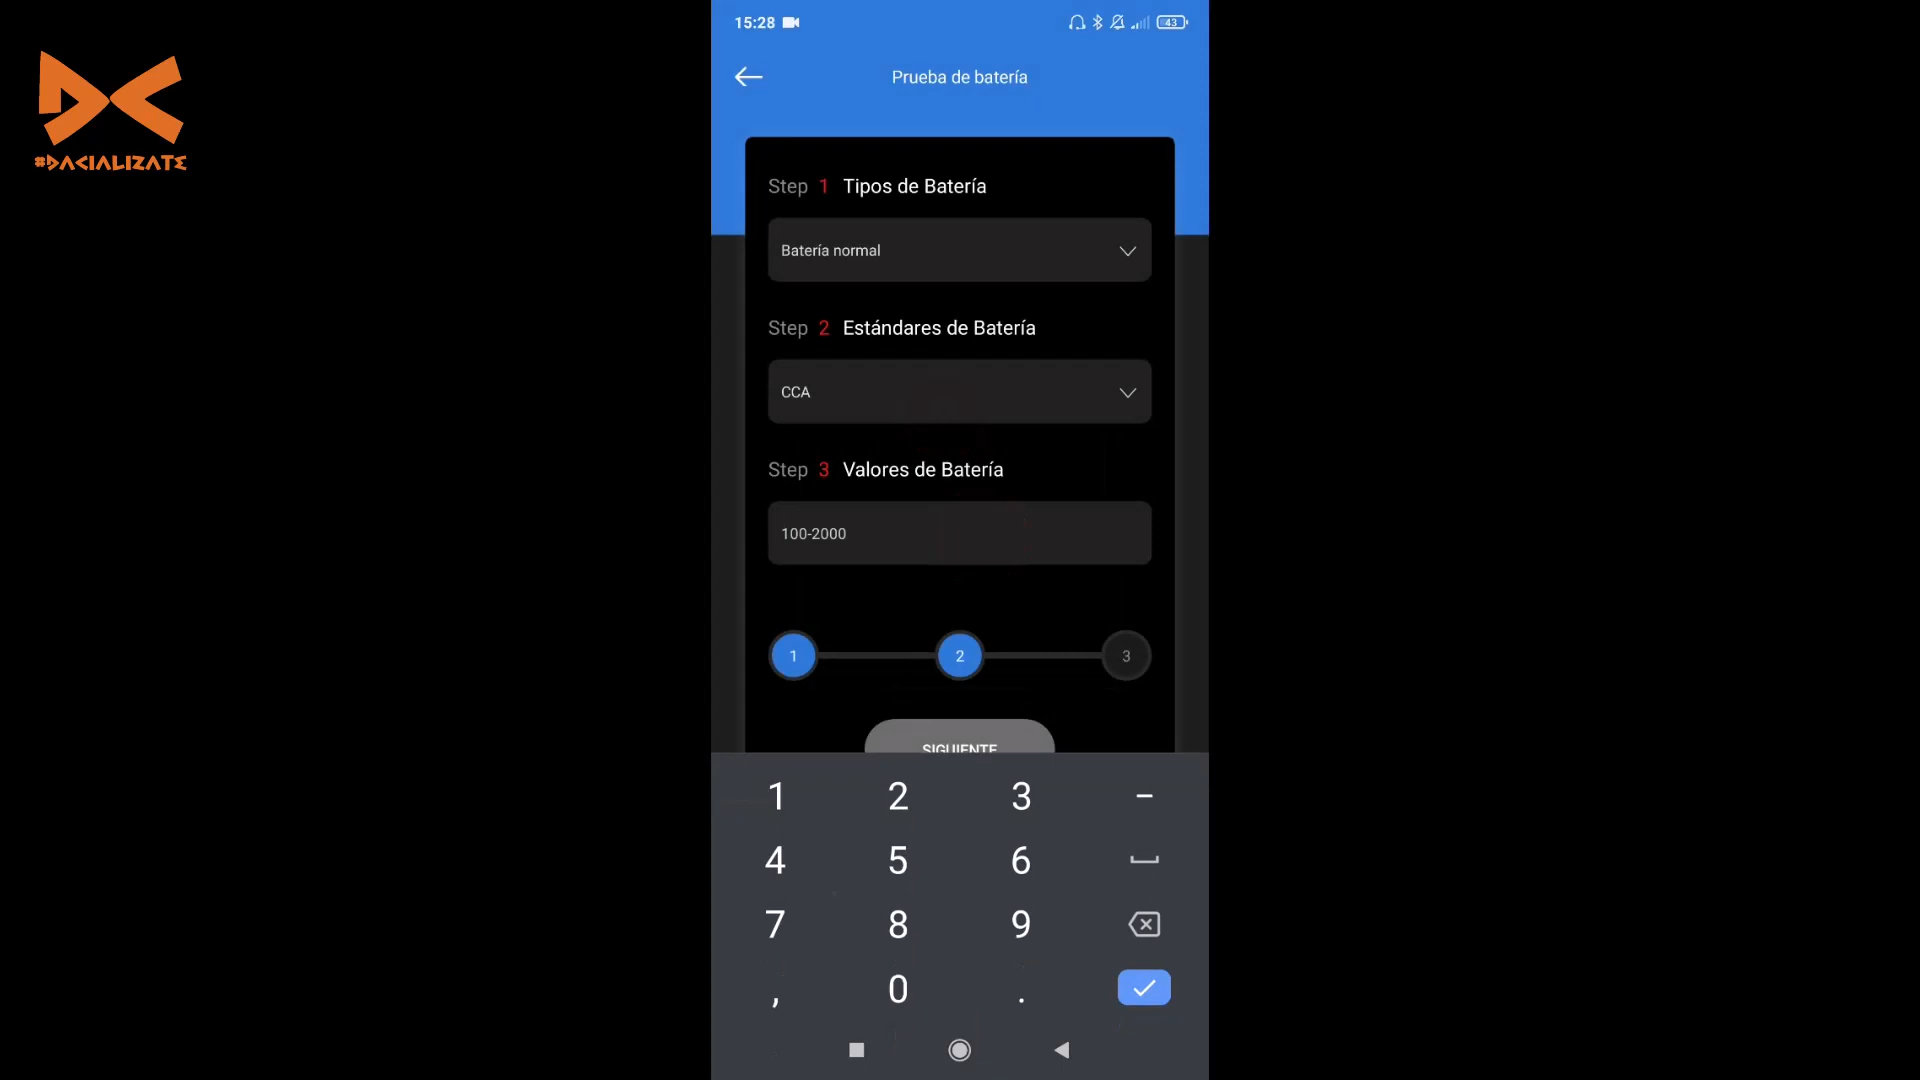 #DACIALIZATE
15:28
43
Prueba de batería
Step 1 Tipos de Batería
Batería normal
Step 2 Estándares de Batería
CCA
Step 3 Valores de Batería
100-2000
1 2 3
SIGUIENTE
1 2 3 -
4 5 6
7 8 9
, 0 .